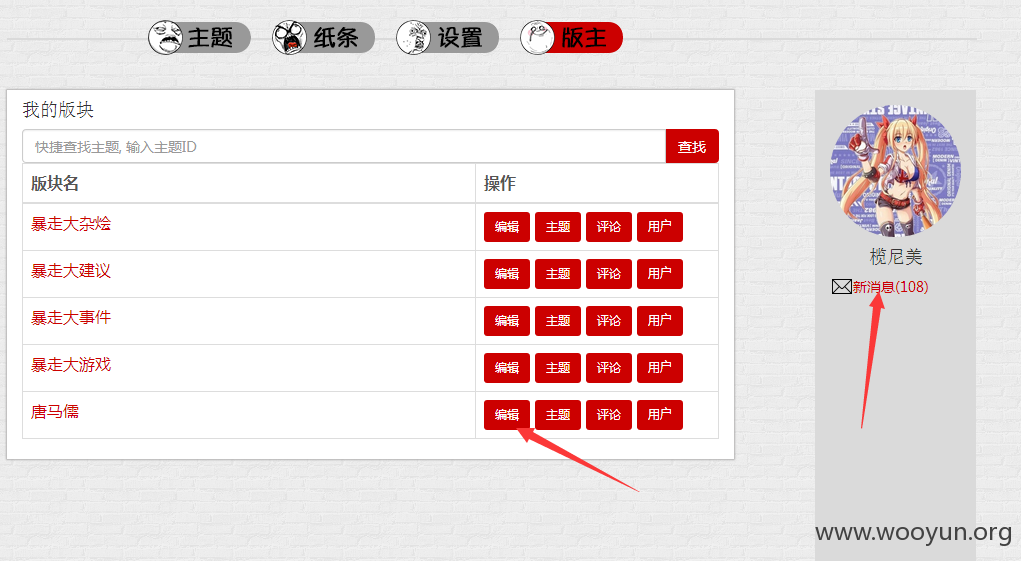 主题 纸条 设置 版主
我的版块
快捷查找主题, 输入主题ID 查找
版块名 操作
暴走大杂烩 编辑 主题 评论 用户
暴走大建议 编辑 主题 评论 用户
暴走大事件 编辑 主题 评论 用户
暴走大游戏 编辑 主题 评论 用户
唐马儒 编辑 主题 评论 用户
榄尼美
新消息(108)
www.wooyun.org